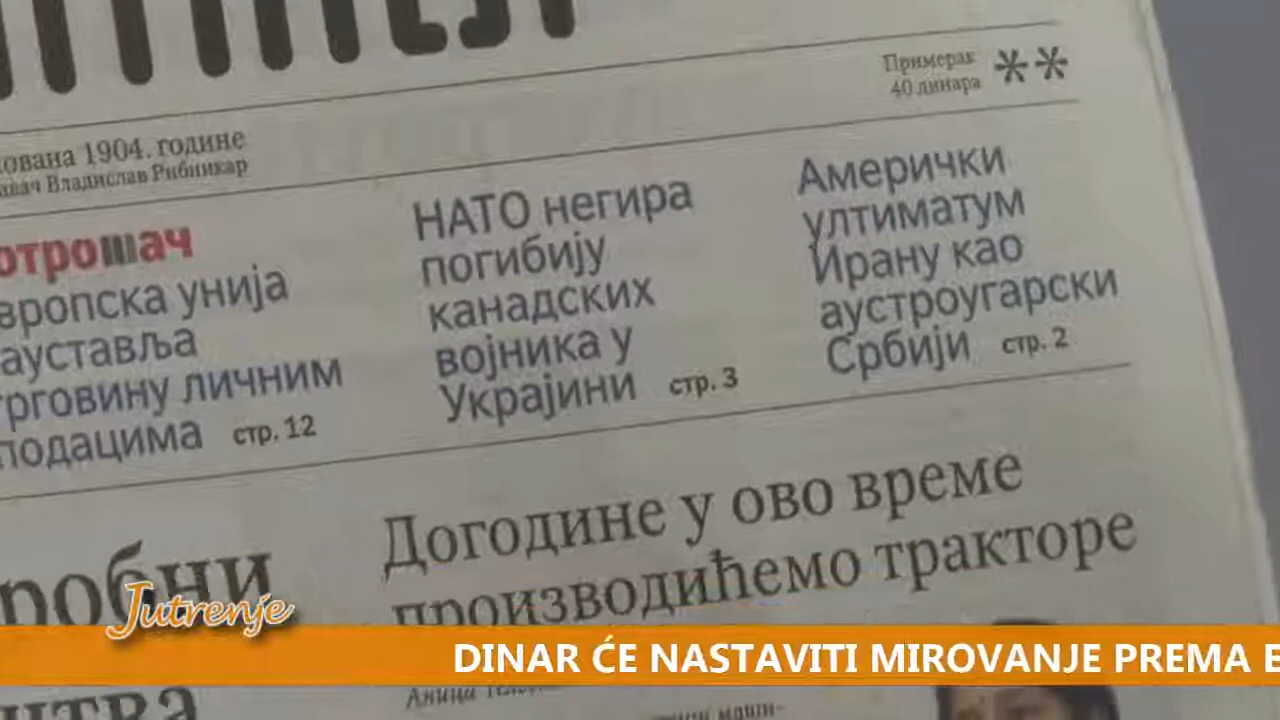 Примерак
40 динара
**
1904. године
Владислав Рибникар
унија
трговину личним
подацима стр. 12
НАТО негира
погибију
канадских
војника у
Украјини стр. 3
Амерички
ултиматум
Ирану као
аустроугарски
Србији стр. 2
Догодине у ово време
производићемо тракторе
Jutrenje
DINAR ĆE NASTAVITI MIROVANJE PREMA E